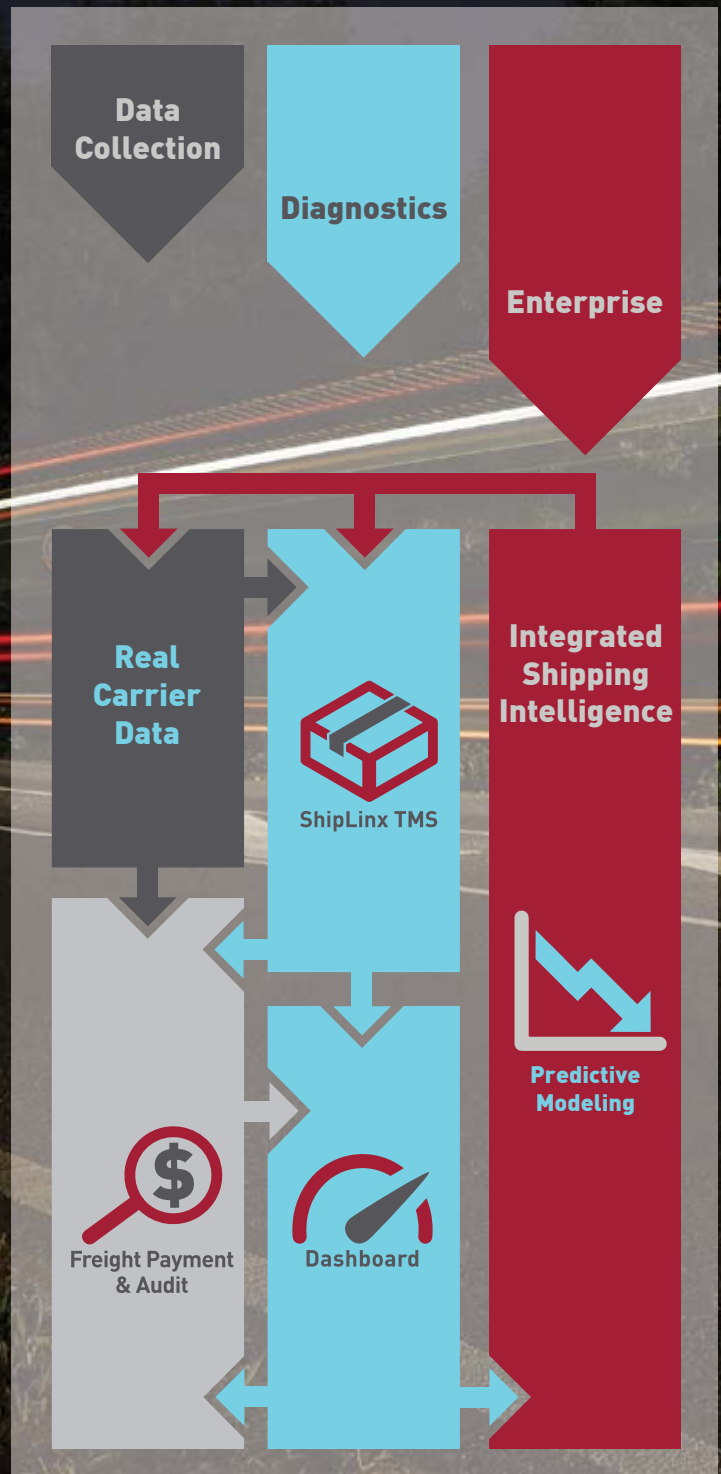 Data
Collection
Diagnostics
Enterprise
Real
Carrier
Data
ShipLinx TMS
Integrated
Shipping
Intelligence
Predictive
Modeling
$
Freight Payment
& Audit
Dashboard